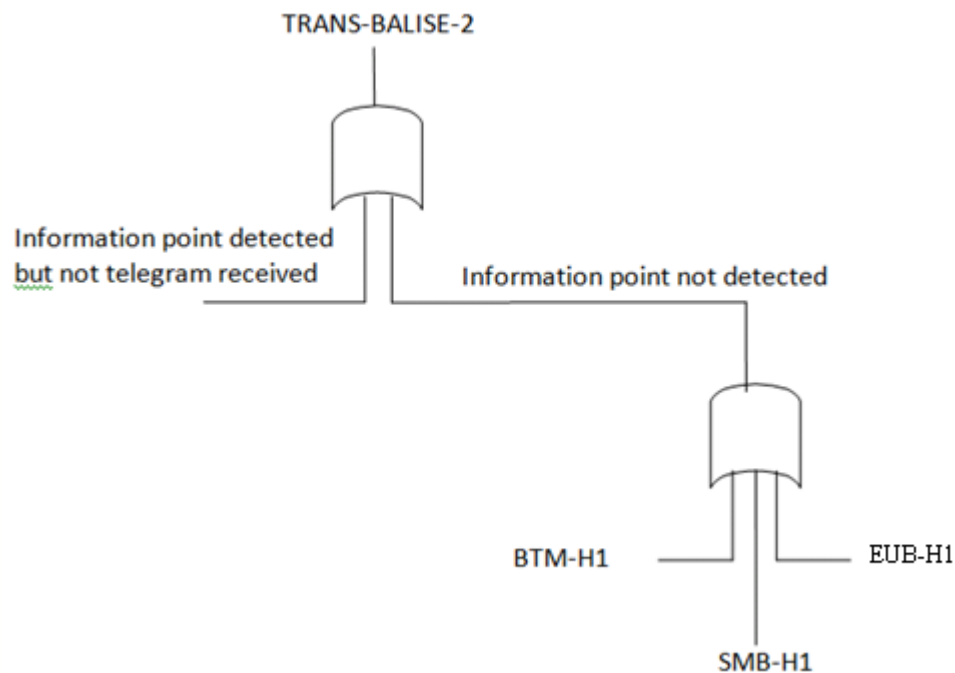 TRANS-BALISE-2
Information point detected
but not telegram received
Information point not detected
BTM-H1
EUB-H1
SMB-H1